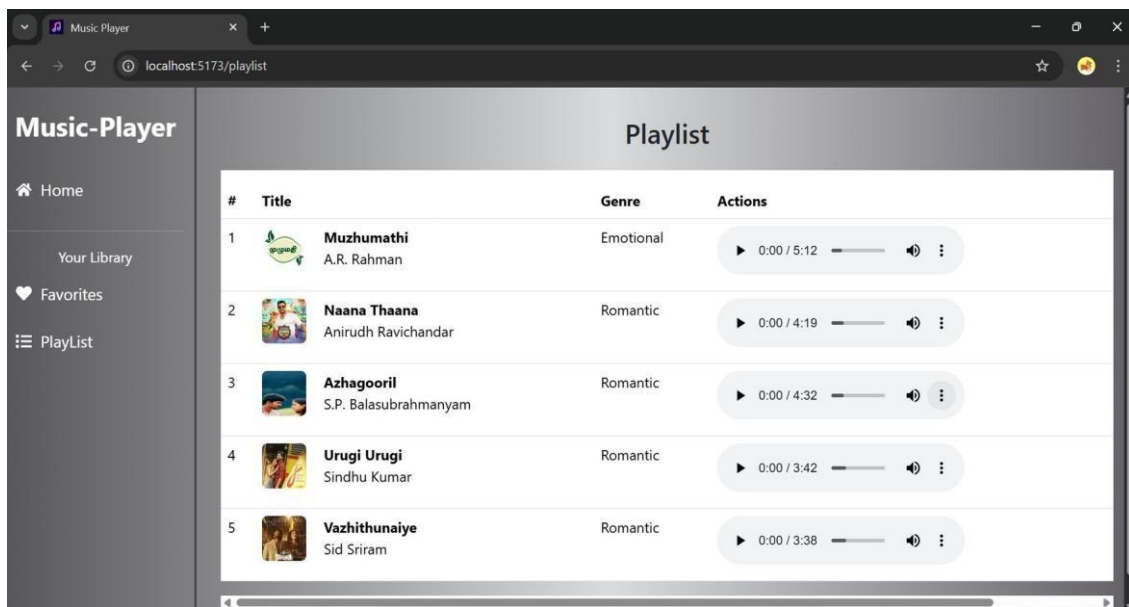 Music Player
localhost:5173/playlist
Music-Player
Home
Your Library
Favorites
PlayList
Playlist
# Title Genre Actions
1 முழுமதி Muzhumathi Emotional 0:00 / 5:12
A.R. Rahman
2 Naana Thaana Romantic 0:00 / 4:19
Anirudh Ravichandar
3 Azhagooril Romantic 0:00 / 4:32
S.P. Balasubrahmanyam
4 Urugi Urugi Romantic 0:00 / 3:42
Sindhu Kumar
5 Vazhithunaiye Romantic 0:00 / 3:38
Sid Sriram